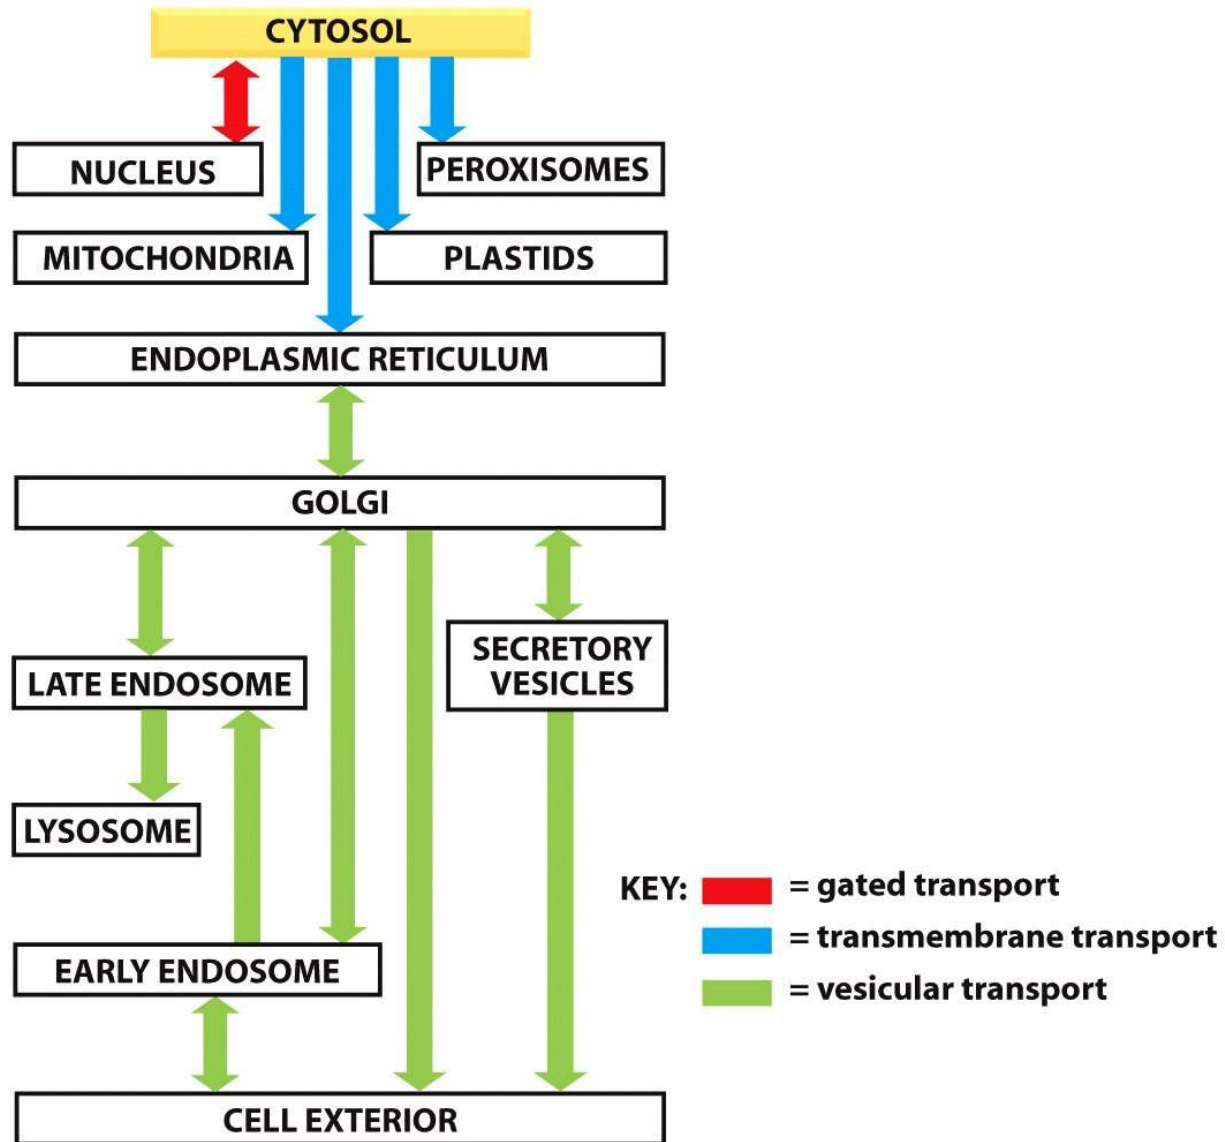 CYTOSOL
NUCLEUS
PEROXISOMES
MITOCHONDRIA
PLASTIDS
ENDOPLASMIC RETICULUM
GOLGI
SECRETORY
VESICLES
LATE ENDOSOME
LYSOSOME
KEY:
= gated transport
= transmembrane transport
= vesicular transport
EARLY ENDOSOME
CELL EXTERIOR